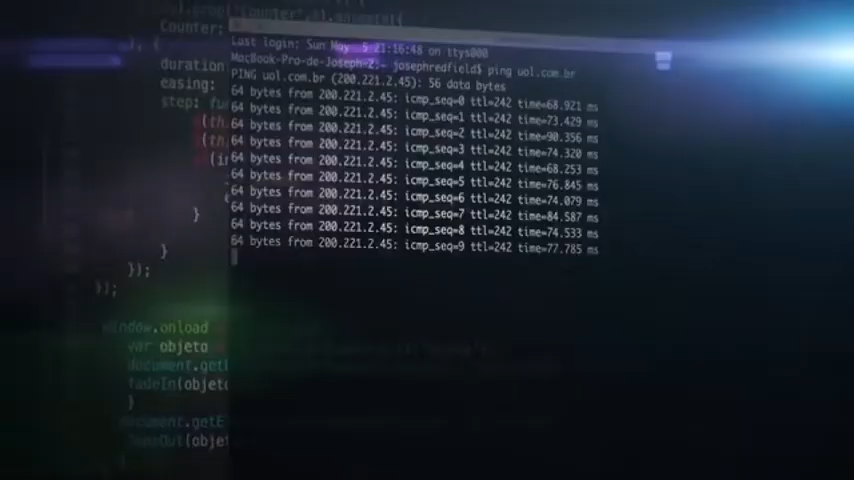 Counter:
}, {
duration
easing:
step: fu
(th
(th
(in
}
}
});
});
window.onload
var objeto
document.getE
fadeIn(objeto
}
document.getE
(objet
Last login: Sun May 5 21:16:48 on ttys000
MacBook-Pro-de-Joseph-2:~ josephredfield$ ping uol.com.br
PING uol.com.br (200.221.2.45): 56 data bytes
64 bytes from 200.221.2.45: icmp_seq=0 ttl=242 time=68.921 ms
64 bytes from 200.221.2.45: icmp_seq=1 ttl=242 time=73.429 ms
64 bytes from 200.221.2.45: icmp_seq=2 ttl=242 time=90.356 ms
64 bytes from 200.221.2.45: icmp_seq=3 ttl=242 time=74.320 ms
64 bytes from 200.221.2.45: icmp_seq=4 ttl=242 time=68.253 ms
64 bytes from 200.221.2.45: icmp_seq=5 ttl=242 time=76.845 ms
64 bytes from 200.221.2.45: icmp_seq=6 ttl=242 time=74.079 ms
64 bytes from 200.221.2.45: icmp_seq=7 ttl=242 time=84.587 ms
64 bytes from 200.221.2.45: icmp_seq=8 ttl=242 time=74.533 ms
64 bytes from 200.221.2.45: icmp_seq=9 ttl=242 time=77.785 ms